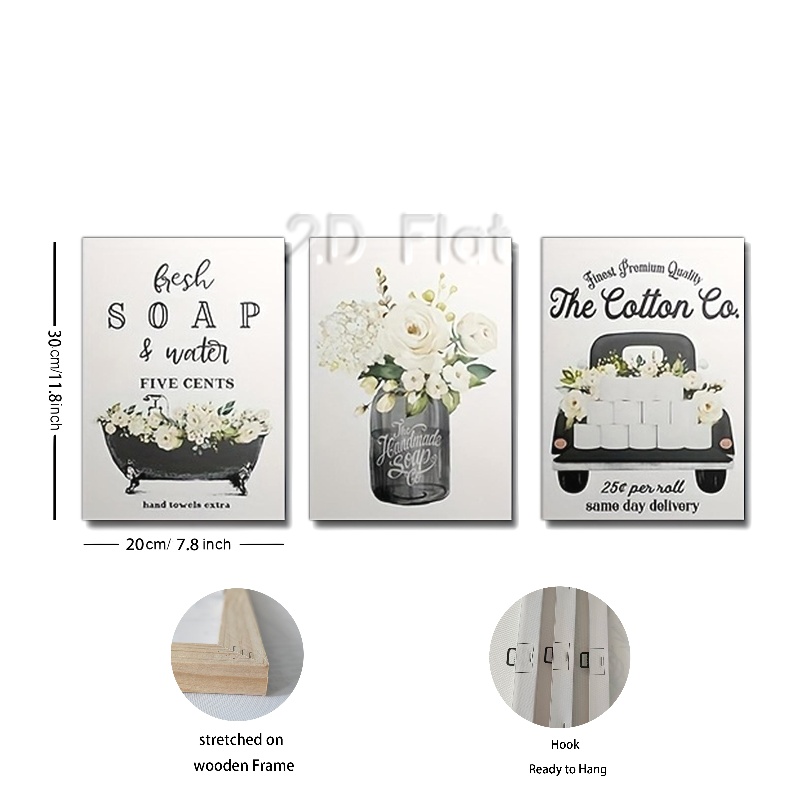 2D Flat
fresh
SOAP
& water
FIVE CENTS
hand towels extra
The
Handmade
Soap
Co
Finest Premium Quality
The Cotton Co.
25¢ per roll
same day delivery
30cm/11.8inch
20cm/ 7.8 inch
stretched on
wooden Frame
Hook
Ready to Hang